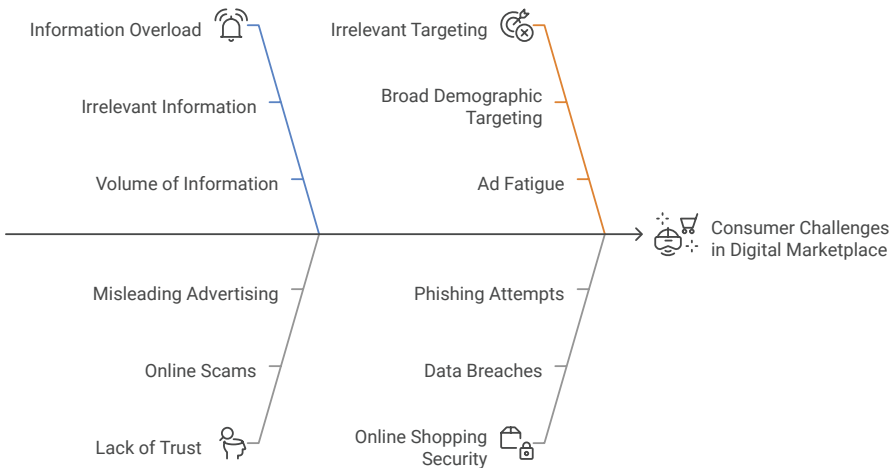 Information Overload
Irrelevant Information
Volume of Information
Irrelevant Targeting
Broad Demographic
Targeting
Ad Fatigue
Consumer Challenges
in Digital Marketplace
Misleading Advertising
Online Scams
Lack of Trust
Phishing Attempts
Data Breaches
Online Shopping
Security